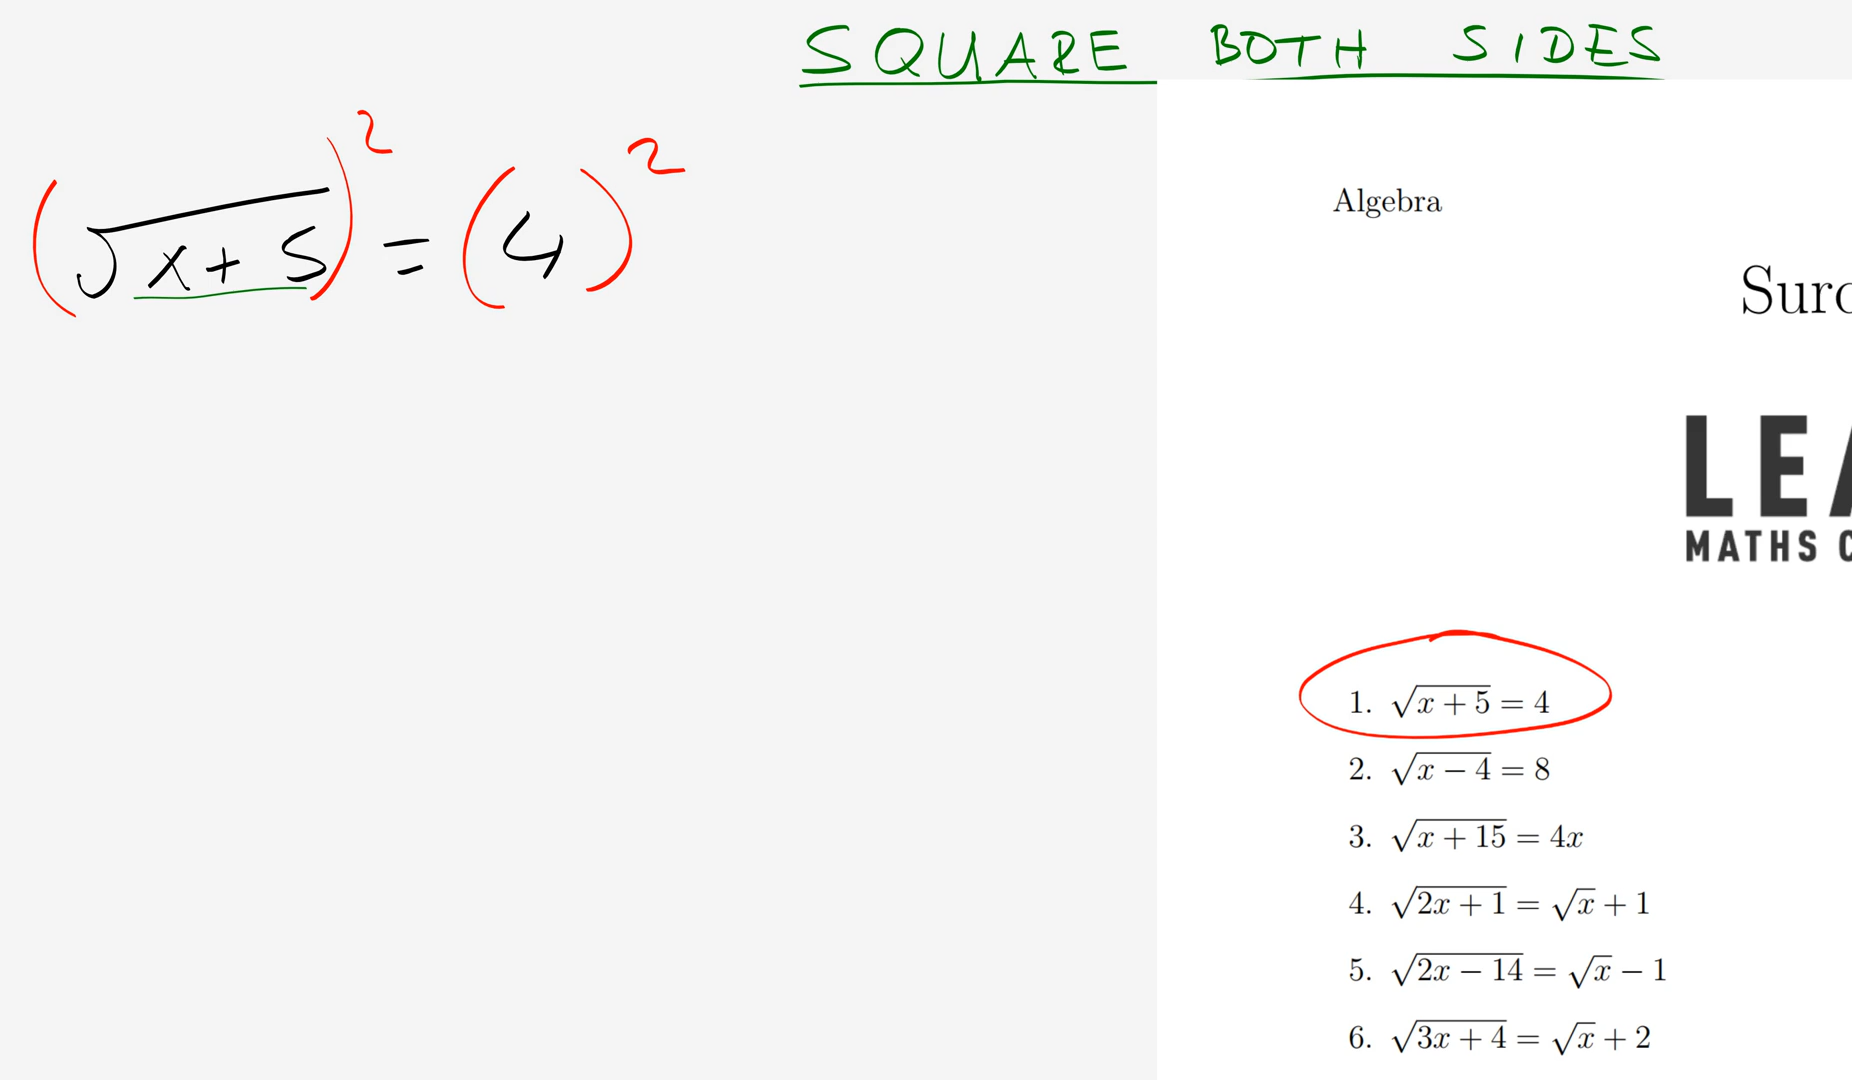 SQUARE BOTH SIDES
(√x+5)² = (4)²
Algebra
LEA
MATHS
1. √(x + 5) = 4
2. √(x − 4) = 8
3. √(x + 15) = 4x
4. √(2x + 1) = √x + 1
5. √(2x − 14) = √x − 1
6. √(3x + 4) = √x + 2